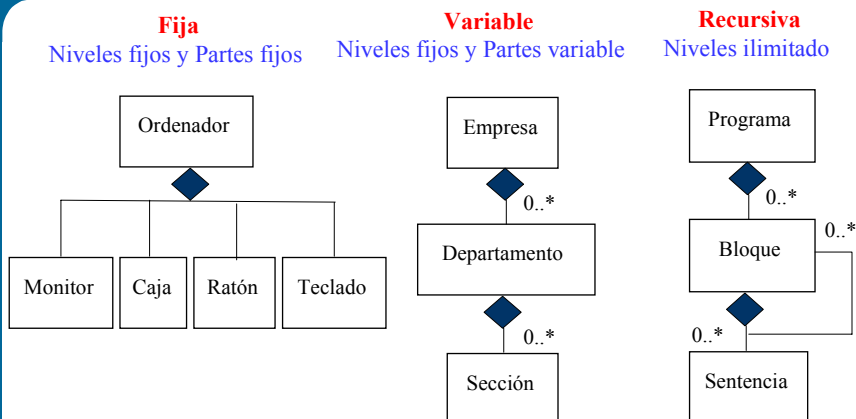 Fija
Niveles fijos y Partes fijos
Ordenador
Monitor
Caja
Ratón
Teclado
Variable
Niveles fijos y Partes variable
Empresa
0..*
Departamento
0..*
Sección
Recursiva
Niveles ilimitado
Programa
0..*
0..*
Bloque
0..*
Sentencia